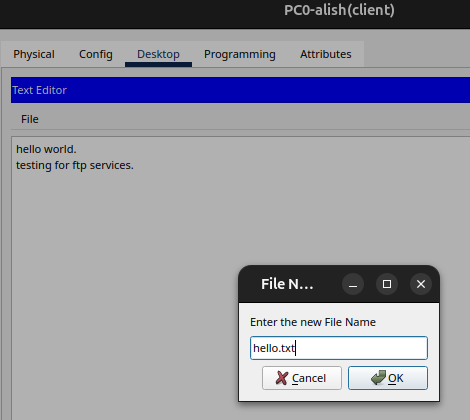 PC0-alish(client)
Physical Config Desktop Programming Attributes
Text Editor
File
hello world.
testing for ftp services.
File N...
Enter the new File Name
hello.txt
Cancel OK